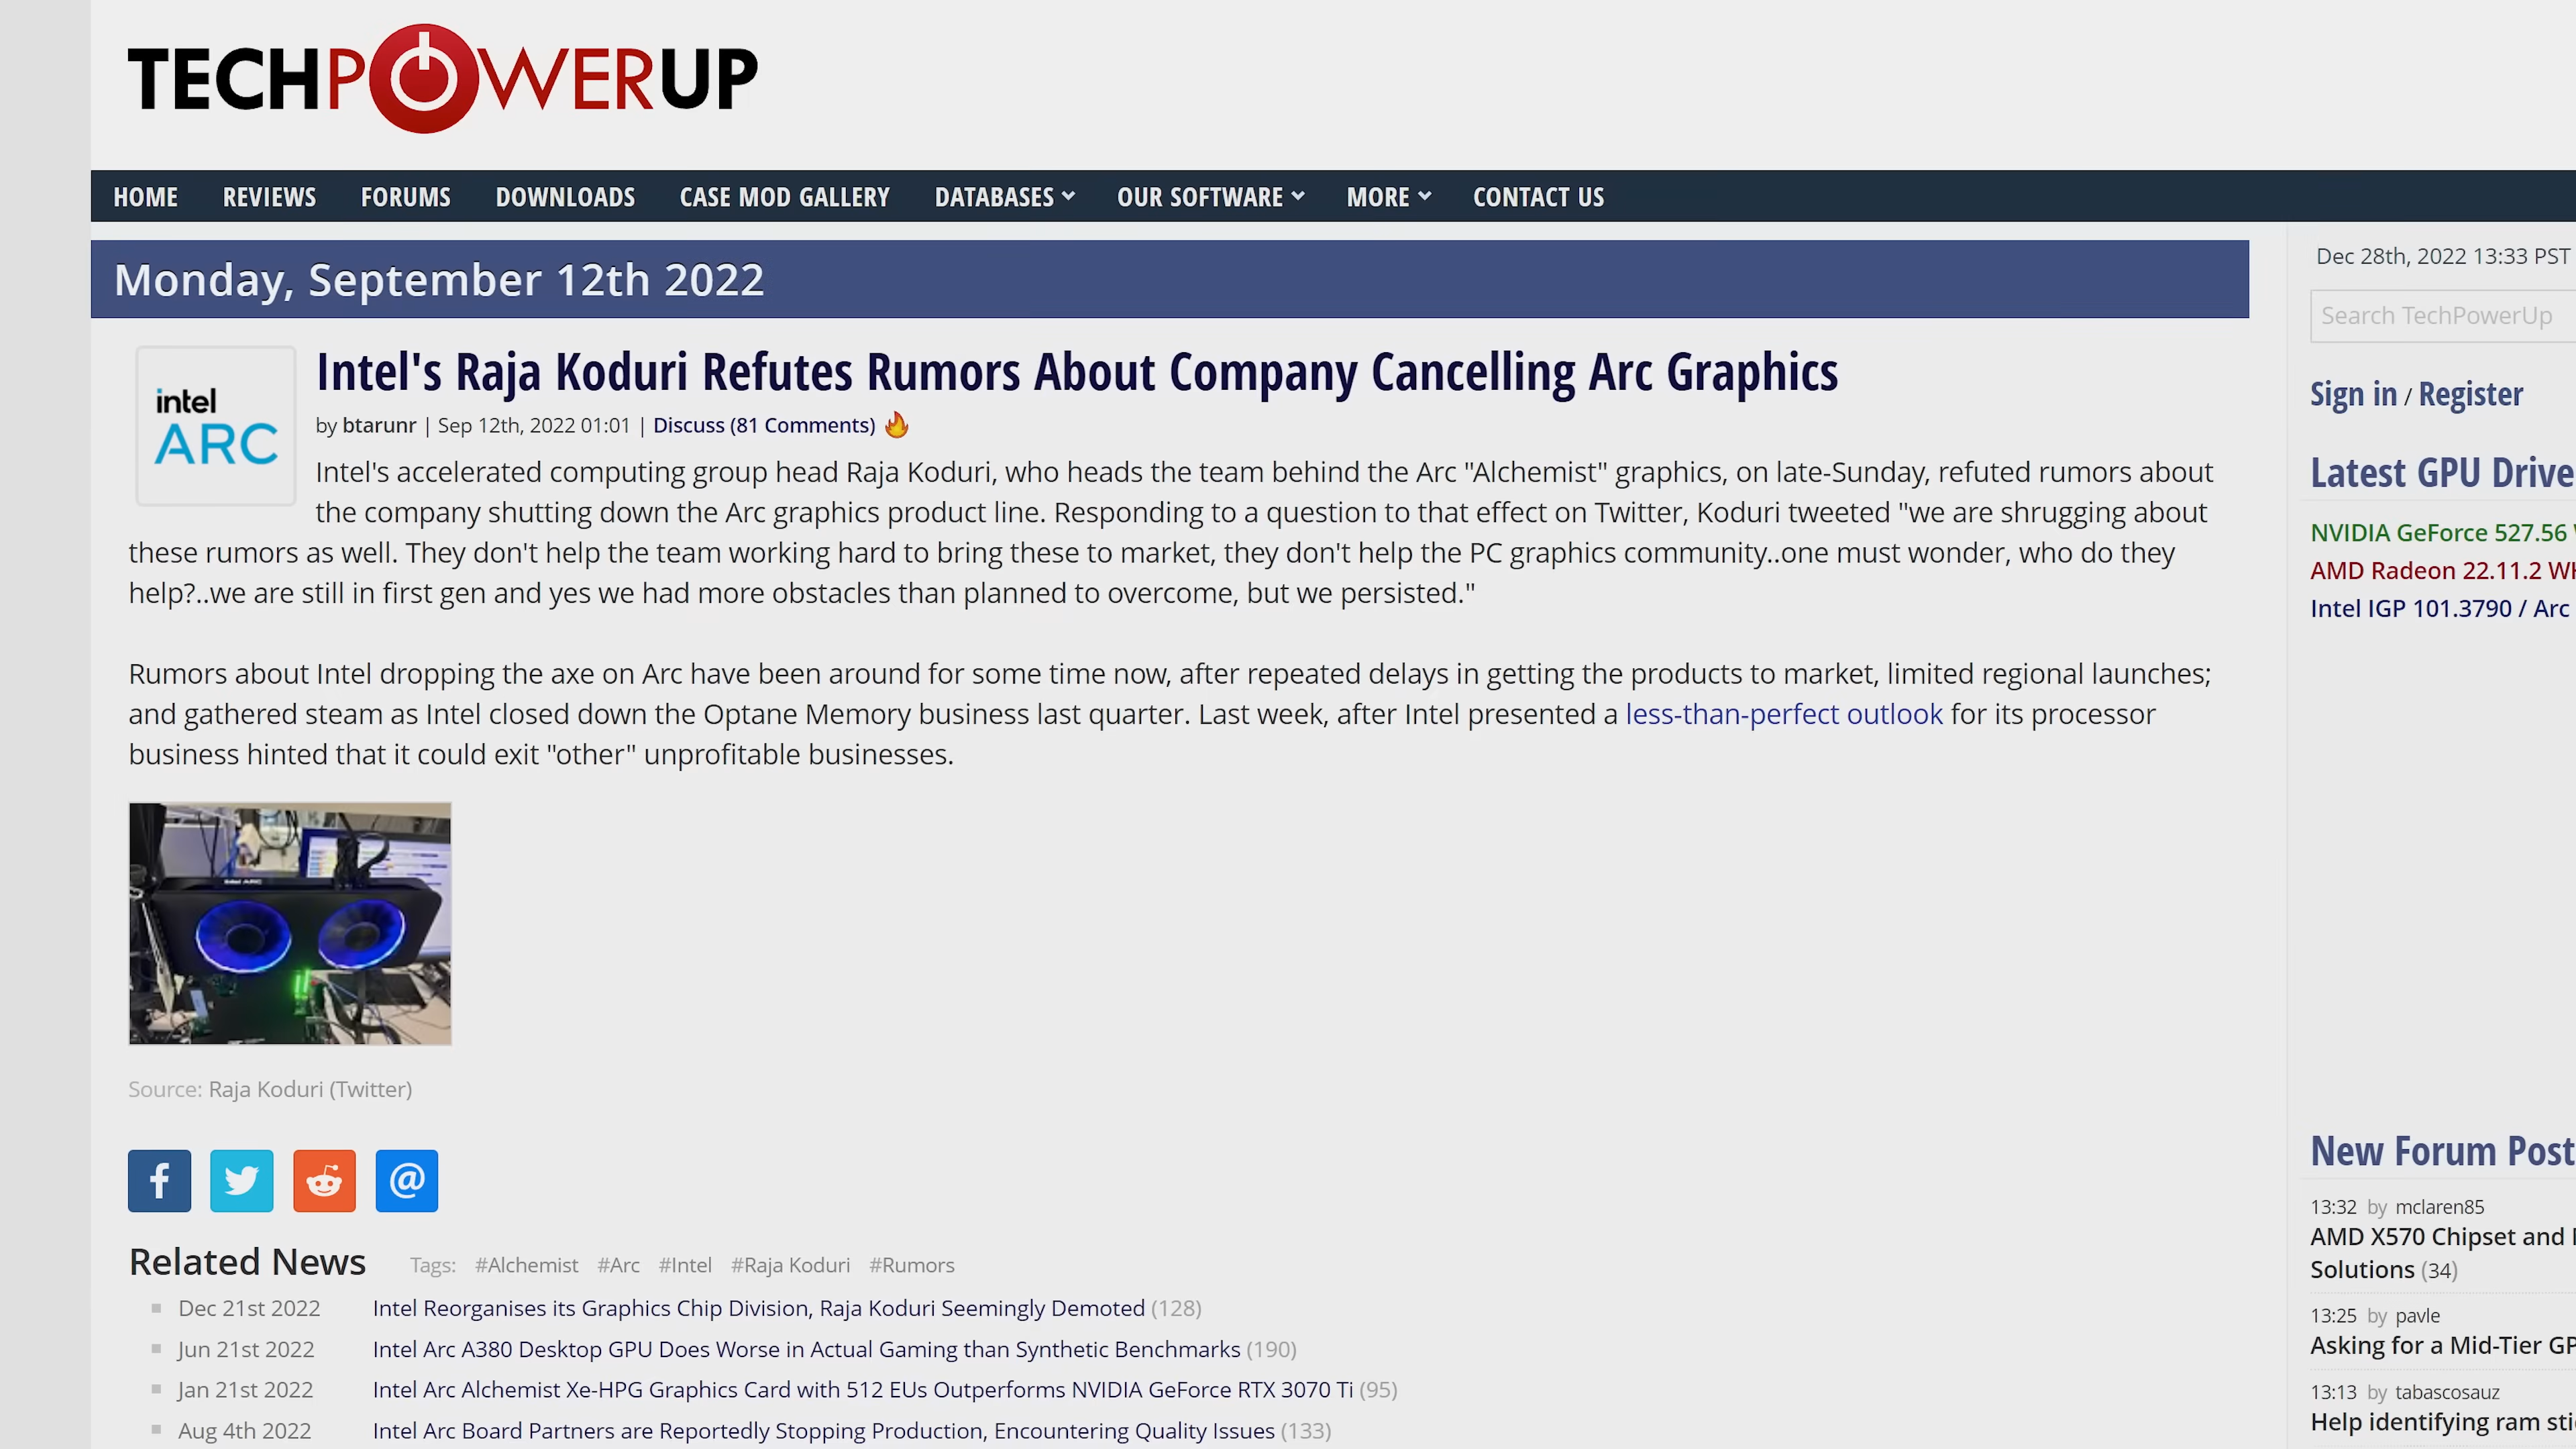 TECHPOWERUP
HOME REVIEWS FORUMS DOWNLOADS CASE MOD GALLERY DATABASES OUR SOFTWARE MORE CONTACT US
Monday, September 12th 2022
intel
ARC
Intel's Raja Koduri Refutes Rumors About Company Cancelling Arc Graphics
by btarunr | Sep 12th, 2022 01:01 | Discuss (81 Comments)
Intel's accelerated computing group head Raja Koduri, who heads the team behind the Arc "Alchemist" graphics, on late-Sunday, refuted rumors about
the company shutting down the Arc graphics product line. Responding to a question to that effect on Twitter, Koduri tweeted "we are shrugging about
these rumors as well. They don't help the team working hard to bring these to market, they don't help the PC graphics community..one must wonder, who do they
help?..we are still in first gen and yes we had more obstacles than planned to overcome, but we persisted."
Rumors about Intel dropping the axe on Arc have been around for some time now, after repeated delays in getting the products to market, limited regional launches;
and gathered steam as Intel closed down the Optane Memory business last quarter. Last week, after Intel presented a less-than-perfect outlook for its processor
business hinted that it could exit "other" unprofitable businesses.
intel ARC
Source: Raja Koduri (Twitter)
Related News Tags: #Alchemist #Arc #Intel #Raja Koduri #Rumors
Dec 21st 2022 Intel Reorganises its Graphics Chip Division, Raja Koduri Seemingly Demoted (128)
Jun 21st 2022 Intel Arc A380 Desktop GPU Does Worse in Actual Gaming than Synthetic Benchmarks (190)
Jan 21st 2022 Intel Arc Alchemist Xe-HPG Graphics Card with 512 EUs Outperforms NVIDIA GeForce RTX 3070 Ti (95)
Aug 4th 2022 Intel Arc Board Partners are Reportedly Stopping Production, Encountering Quality Issues (133)
Dec 28th, 2022 13:33 PST
Search TechPowerUp
Sign in / Register
Latest GPU Drive
NVIDIA GeForce 527.56
AMD Radeon 22.11.2
Intel IGP 101.3790 / Arc
New Forum Post
13:32 by mclaren85
AMD X570 Chipset and
Solutions (34)
13:25 by pavle
Asking for a Mid-Tier GP
13:13 by tabascosauz
Help identifying ram sti